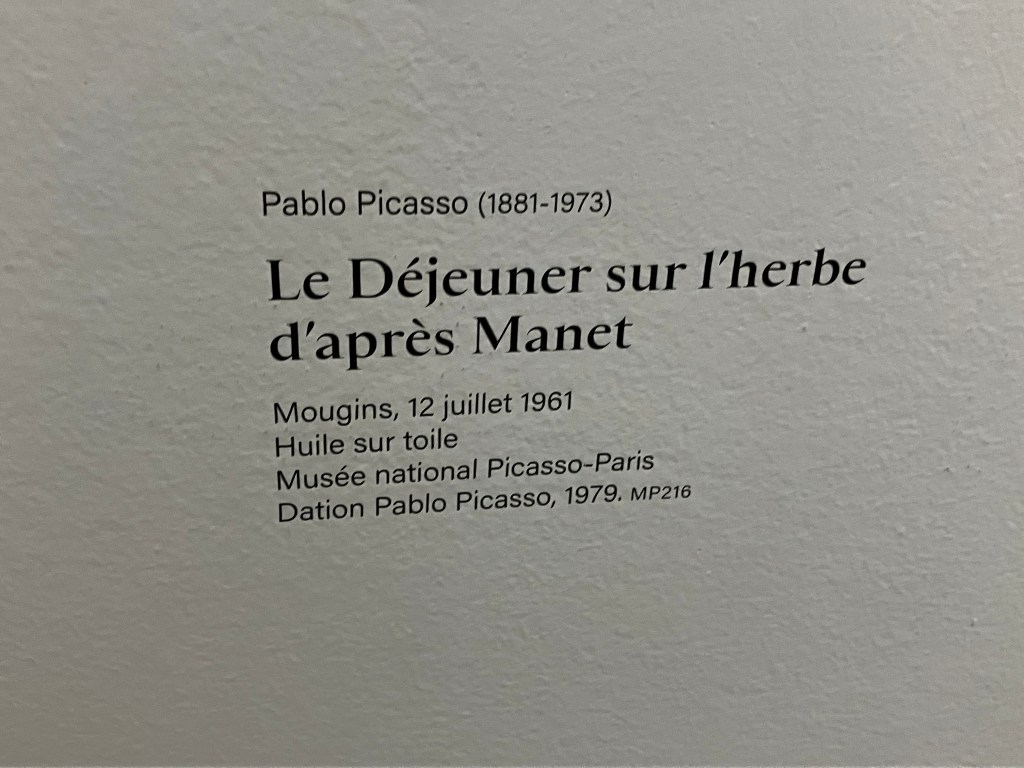 Pablo Picasso (1881-1973)
Le Déjeuner sur l'herbe
d'après Manet
Mougins, 12 juillet 1961
Huile sur toile
Musée national Picasso-Paris
Dation Pablo Picasso, 1979. MP216